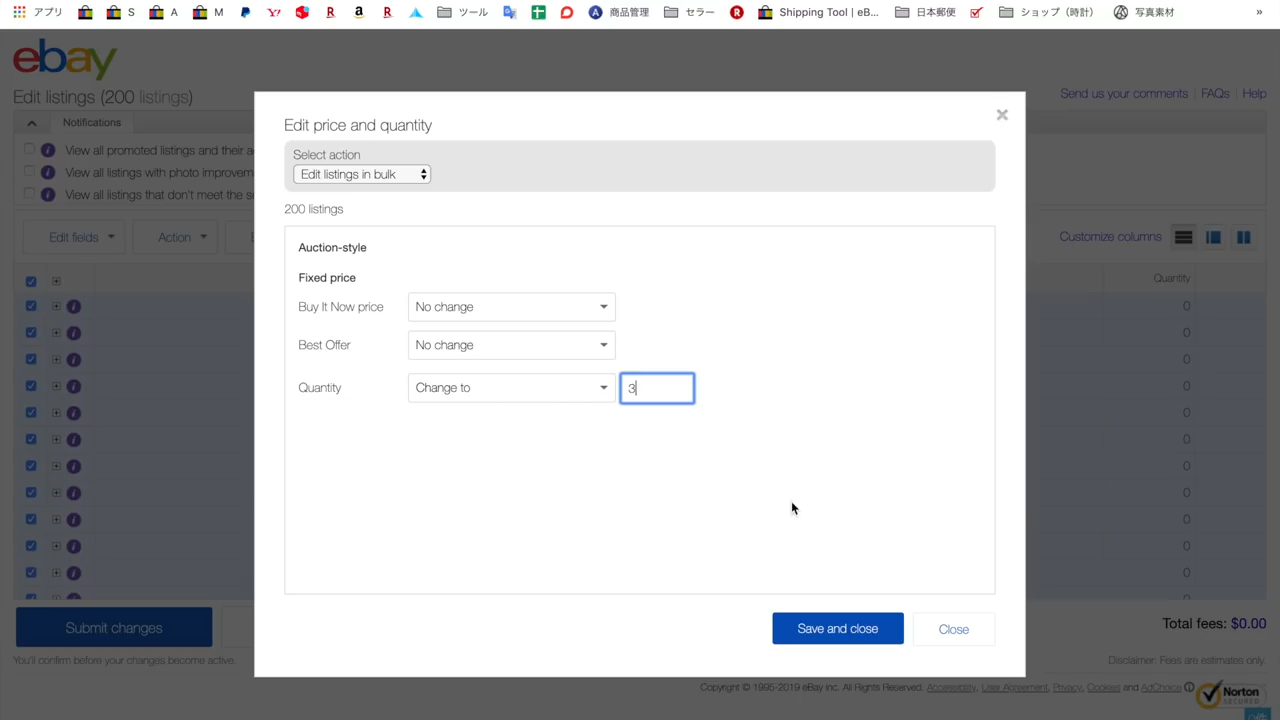 アプリ S A M ツール 商品管理 セラー Shipping Tool | eB... 日本郵便 ショップ（時計） 写真素材 »
ebay
Edit listings (200 listings)
Send us your comments | FAQs | Help
Notifications
View all promoted listings and their a
View all listings with photo improvem
View all listings that don't meet the s
Edit fields
Action
Customize columns
Quantity
0
0
0
0
0
0
0
0
0
0
0
Edit price and quantity
Select action
Edit listings in bulk
200 listings
Auction-style
Fixed price
Buy It Now price No change
Best Offer No change
Quantity Change to 3
Save and close Close
Submit changes
Total fees: $0.00
You'll confirm before your changes become active.
Disclaimer: Fees are estimates only.
Copyright © 1995-2019 eBay Inc. All Rights Reserved. Accessibility, User Agreement, Privacy, Cookies and AdChoice
Norton
SECURED